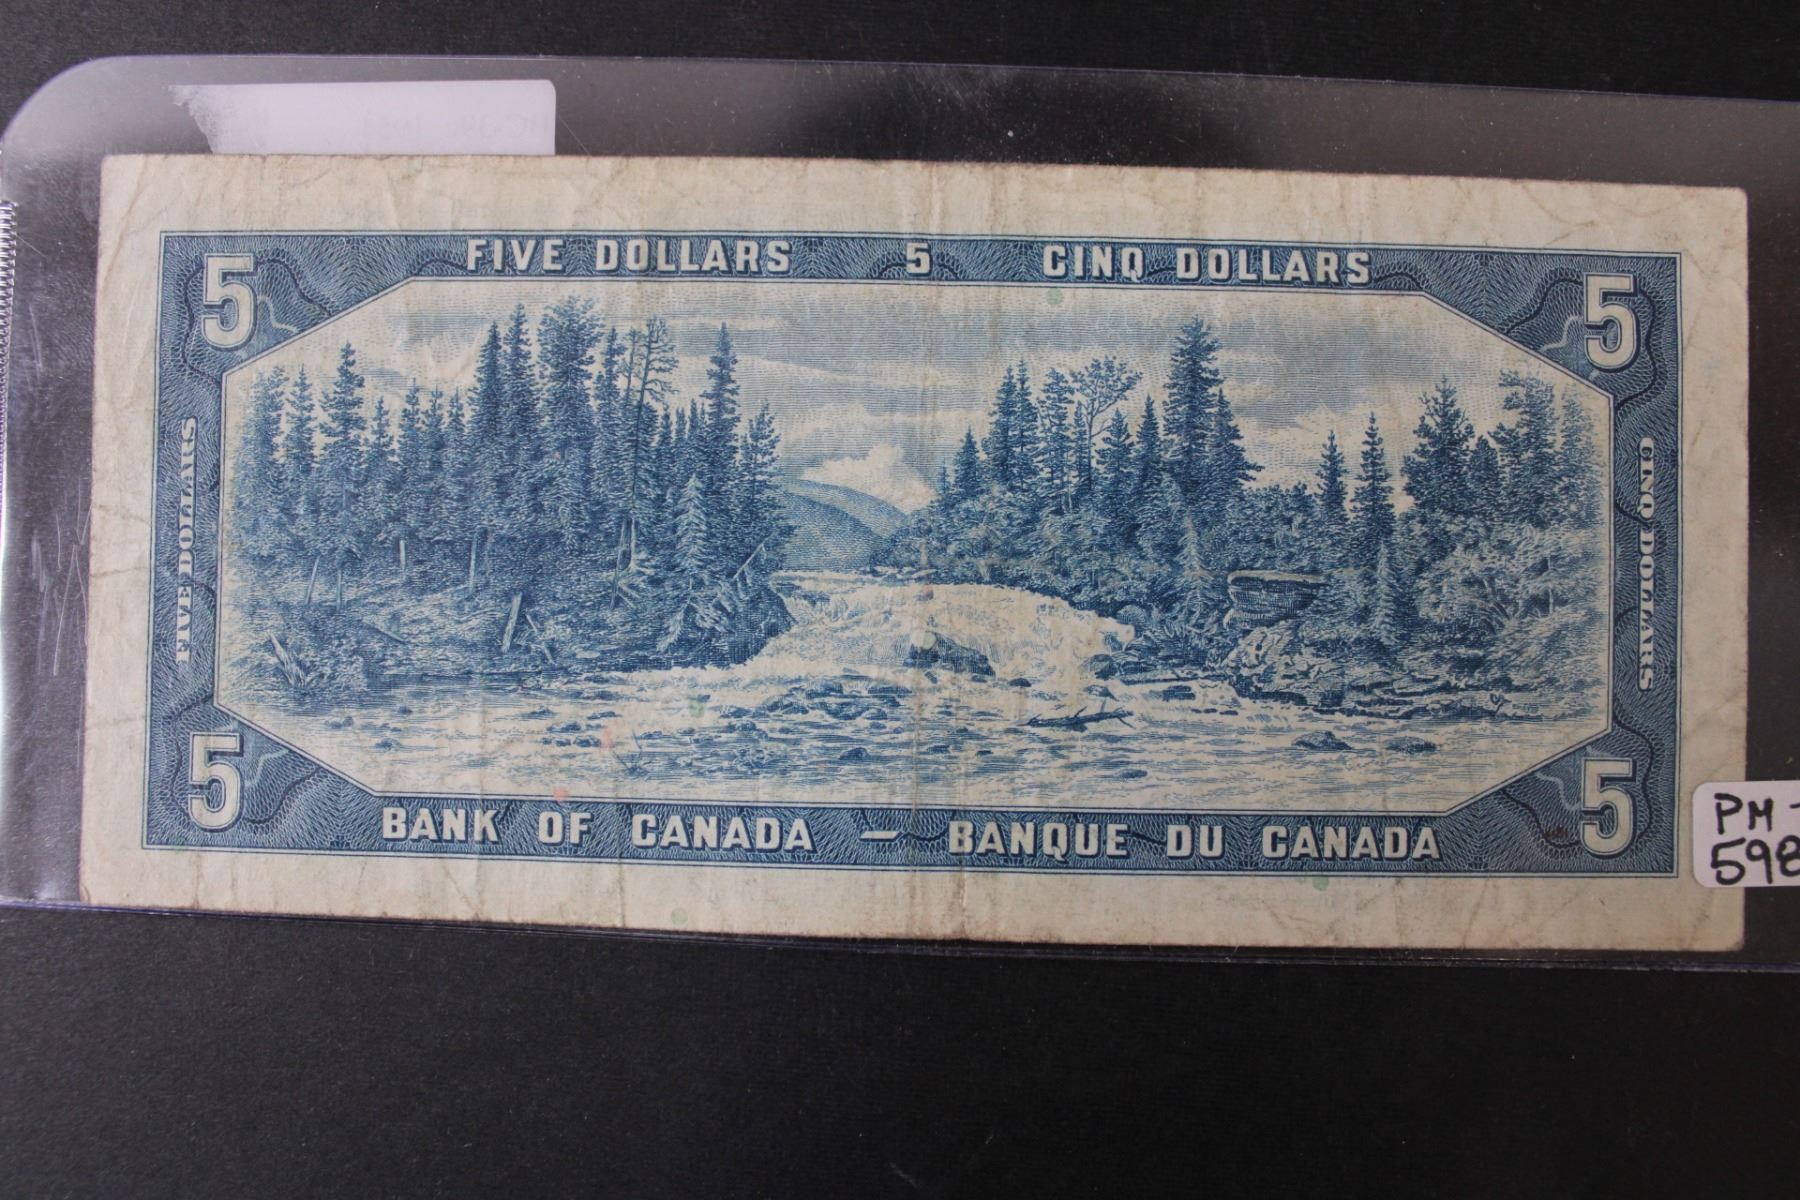 FIVE DOLLARS 5 CINQ DOLLARS
5 5
FIVE DOLLARS
CINQ DOLLARS
5 5
BANK OF CANADA – BANQUE DU CANADA
PM -
598